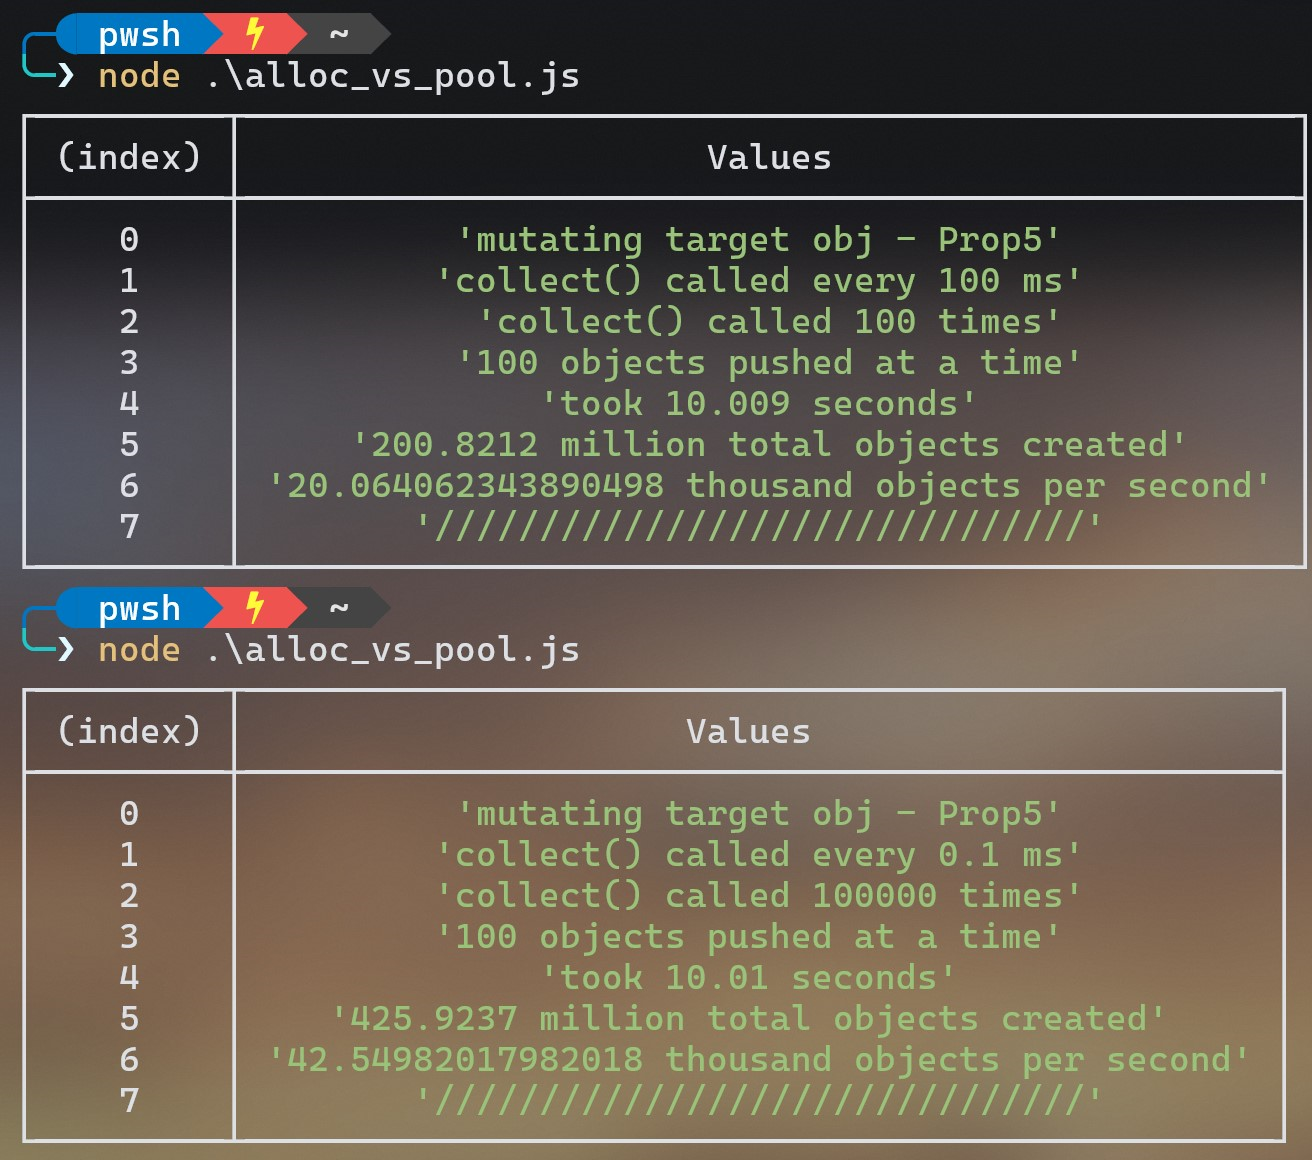 pwsh ⚡ ~
❯ node .\alloc_vs_pool.js
(index) Values
0 'mutating target obj - Prop5'
1 'collect() called every 100 ms'
2 'collect() called 100 times'
3 '100 objects pushed at a time'
4 'took 10.009 seconds'
5 '200.8212 million total objects created'
6 '20.064062343890498 thousand objects per second'
7 '///////////////////////////////'
pwsh ⚡ ~
❯ node .\alloc_vs_pool.js
(index) Values
0 'mutating target obj - Prop5'
1 'collect() called every 0.1 ms'
2 'collect() called 100000 times'
3 '100 objects pushed at a time'
4 'took 10.01 seconds'
5 '425.9237 million total objects created'
6 '42.54982017982018 thousand objects per second'
7 '///////////////////////////////'